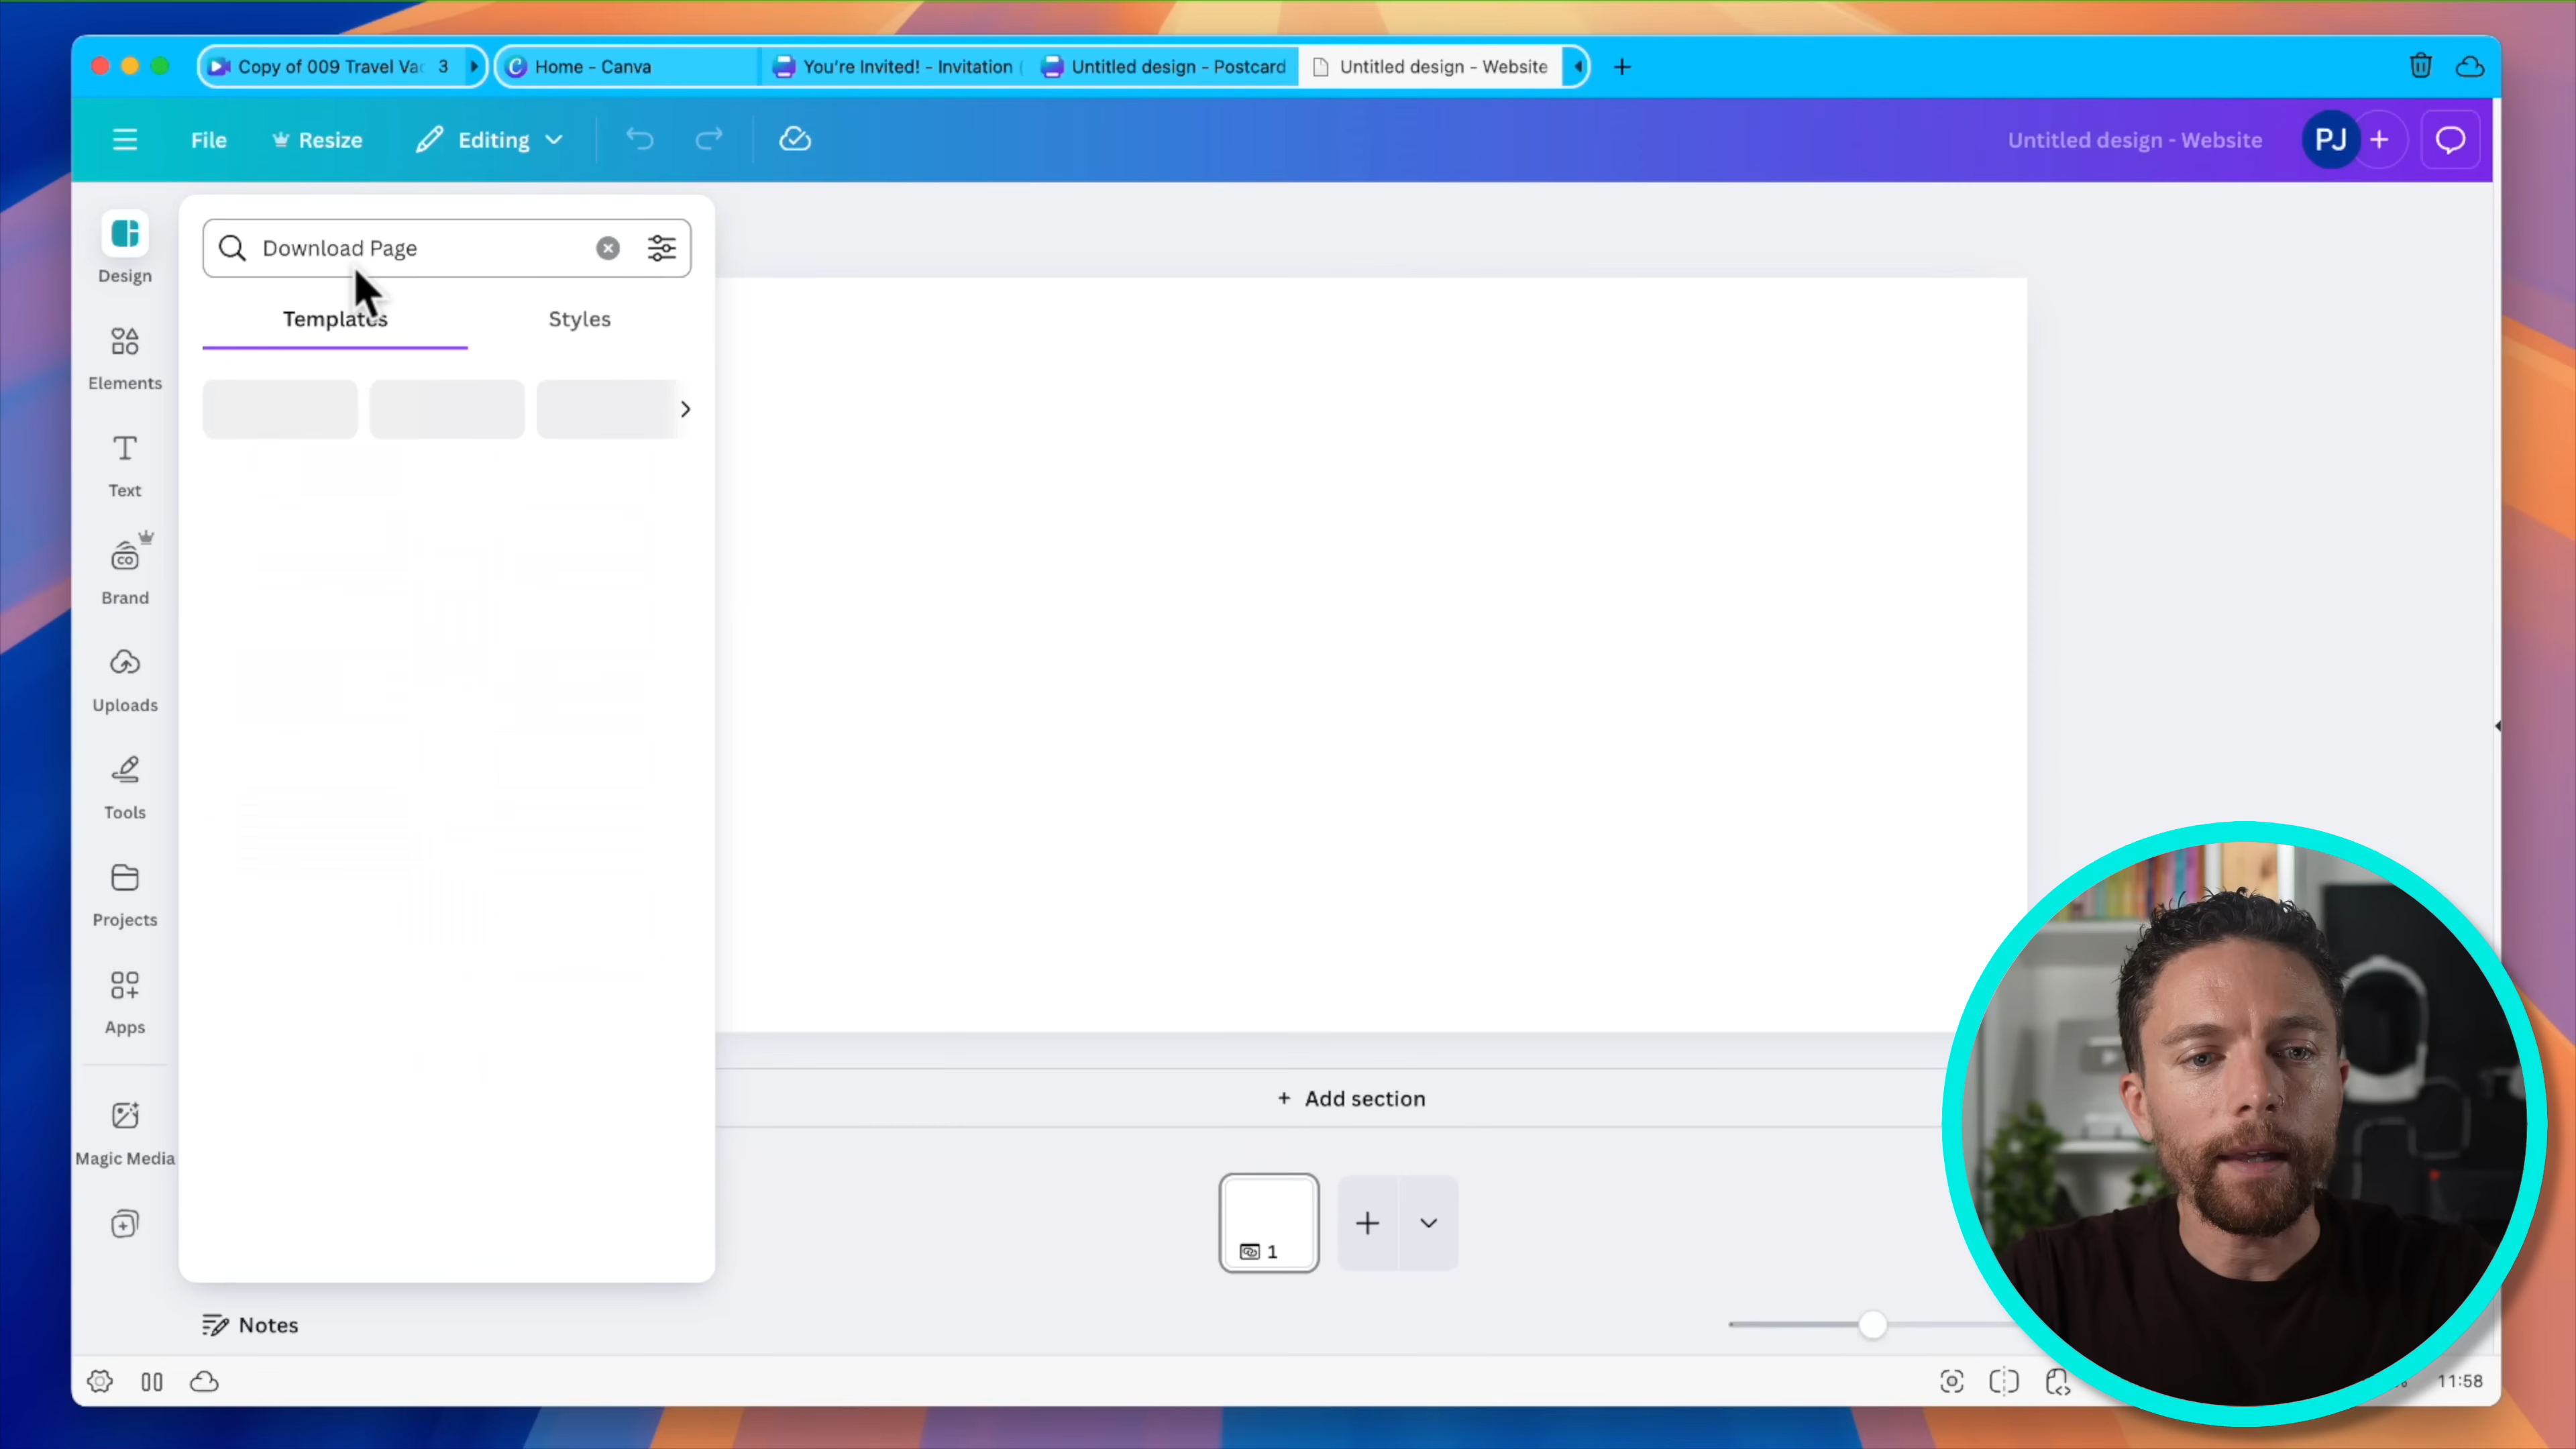 Copy of 009 Travel Vac 3
Home - Canva
You're Invited! - Invitation (
Untitled design - Postcard
Untitled design - Website
File
Resize
Editing
Untitled design - Website
PJ
Download Page
Templates
Styles
Design
Elements
Text
Brand
Uploads
Tools
Projects
Apps
Magic Media
+ Add section
1
Notes
11:58